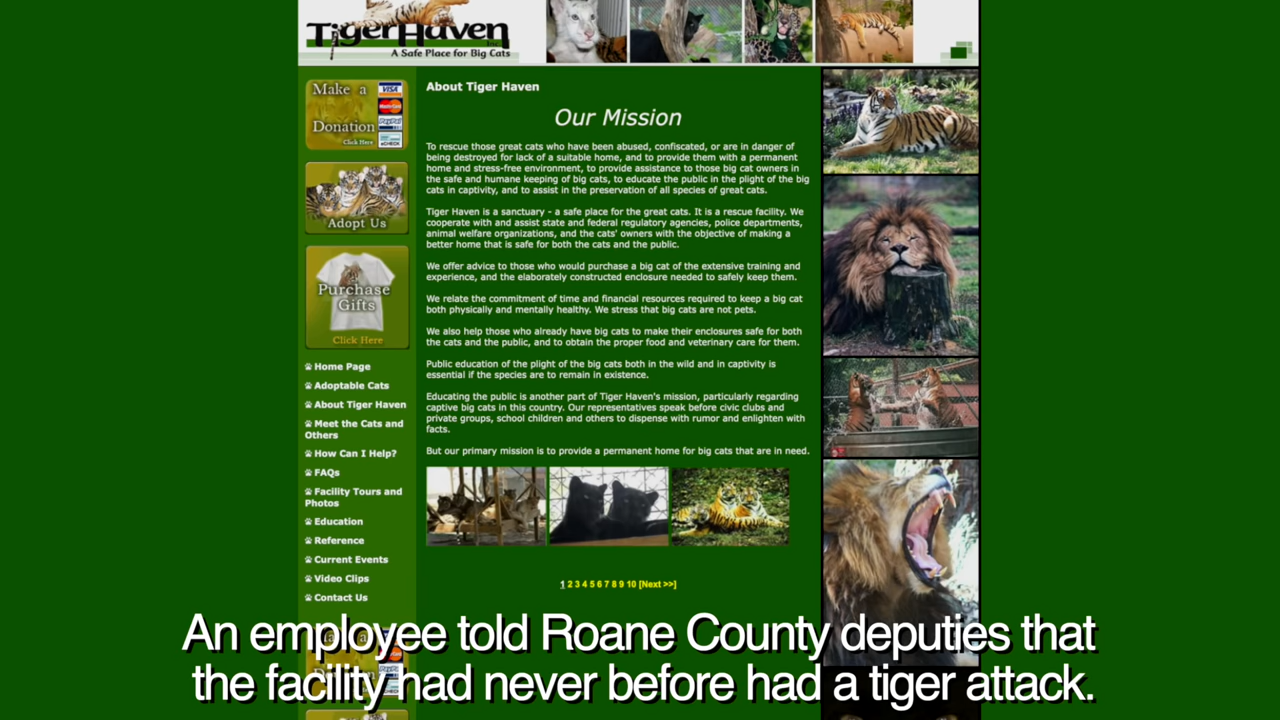 TigerHaven
A Safe Place for Big Cats
Make a
VISA
MasterCard
Donation
PayPal
eCHECK
Click Here
Adopt Us
Purchase
Gifts
Click Here
Home Page
Adoptable Cats
About Tiger Haven
Meet the Cats and
Others
How Can I Help?
FAQs
Facility Tours and
Photos
Education
Reference
Current Events
Video Clips
Contact Us
About Tiger Haven
Our Mission
To rescue those great cats who have been abused, confiscated, or are in danger of
being destroyed for lack of a suitable home, and to provide them with a permanent
home and stress-free environment, to provide assistance to those big cat owners in
the safe and humane keeping of big cats, to educate the public in the plight of the big
cats in captivity, and to assist in the preservation of all species of great cats.
Tiger Haven is a sanctuary - a safe place for the great cats. It is a rescue facility. We
cooperate with and assist state and federal regulatory agencies, police departments,
animal welfare organizations, and the cats' owners with the objective of making a
better home that is safe for both the cats and the public.
We offer advice to those who would purchase a big cat of the extensive training and
experience, and the elaborately constructed enclosure needed to safely keep them.
We relate the commitment of time and financial resources required to keep a big cat
both physically and mentally healthy. We stress that big cats are not pets.
We also help those who already have big cats to make their enclosures safe for both
the cats and the public, and to obtain the proper food and veterinary care for them.
Public education of the plight of the big cats both in the wild and in captivity is
essential if the species are to remain in existence.
Educating the public is another part of Tiger Haven's mission, particularly regarding
captive big cats in this country. Our representatives speak before civic clubs and
private groups, school children and others to dispense with rumor and enlighten with
facts.
But our primary mission is to provide a permanent home for big cats that are in need.
1 2 3 4 5 6 7 8 9 10 [Next >>]
An employee told Roane County deputies that
the facility had never before had a tiger attack.